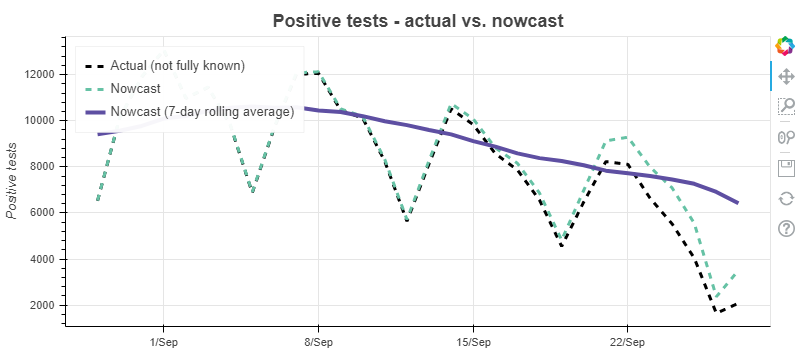 Positive tests - actual vs. nowcast
Actual (not fully known)
Nowcast
Nowcast (7-day rolling average)
Positive tests
12000
10000
8000
6000
4000
2000
1/Sep
8/Sep
15/Sep
22/Sep